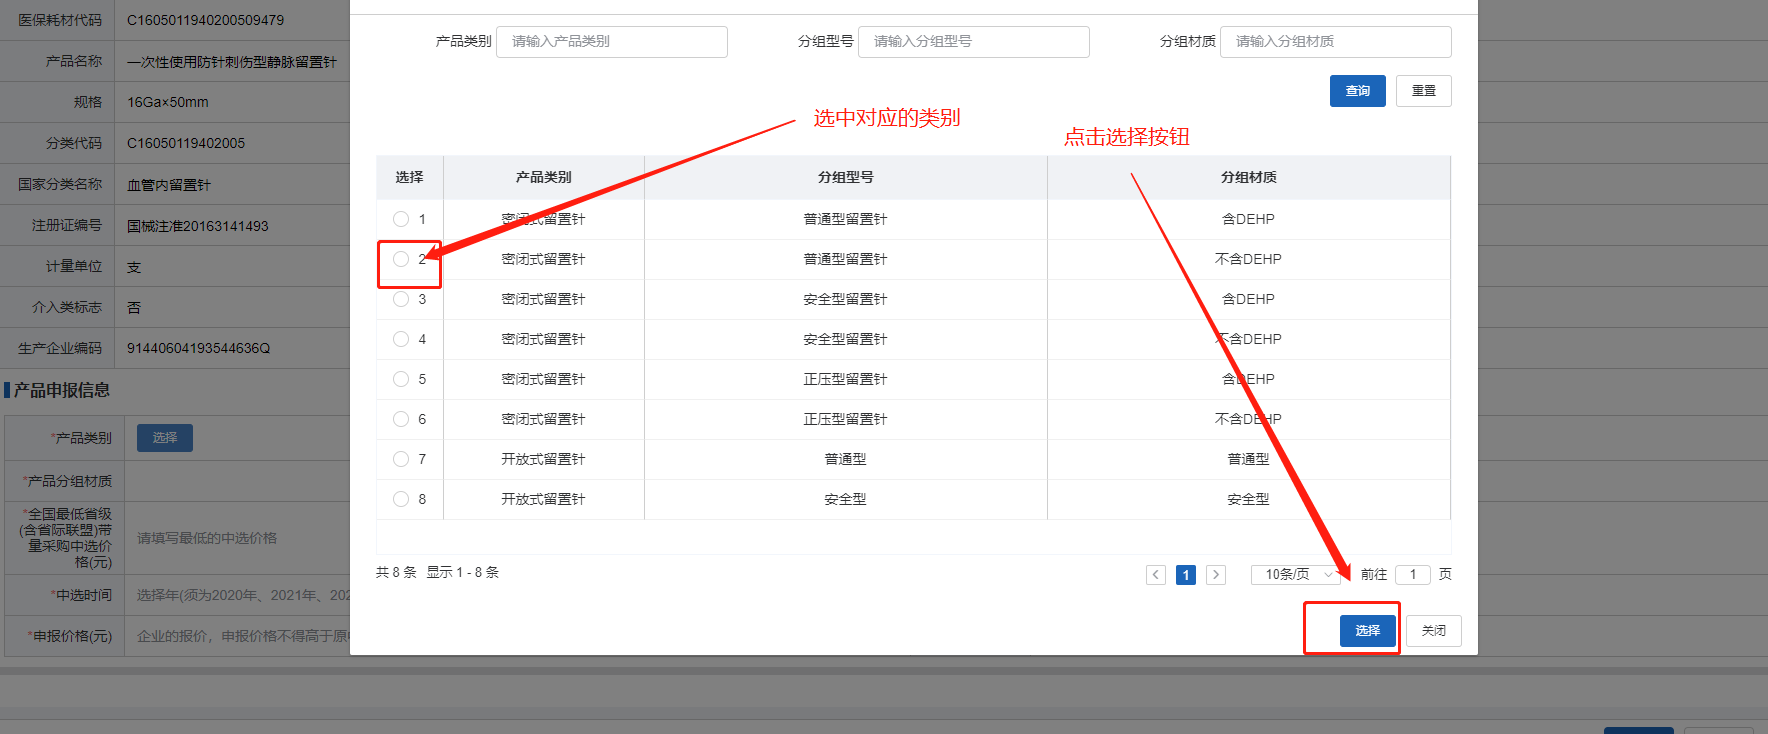 医保耗材代码 C1605011940200509479
产品名称 一次性使用防针刺伤型静脉留置针
规格 16Ga×50mm
分类代码 C16050119402005
国家分类名称 血管内留置针
注册证编号 国械注准20163141493
计量单位 支
介入类标志 否
生产企业编码 91440604193544636Q
产品申报信息
*产品类别 选择
*产品分组材质
*全国最低省级
(含省际联盟)带
量采购中选价
格(元)
请填写最低的中选价格
*中选时间 选择年(须为2020年、2021年、202
*申报价格(元) 企业的报价，申报价格不得高于原
产品类别 请输入产品类别 分组型号 请输入分组型号 分组材质 请输入分组材质
查询 重置
选中对应的类别
点击选择按钮
选择 产品类别 分组型号 分组材质
1 密闭式留置针 普通型留置针 含DEHP
2 密闭式留置针 普通型留置针 不含DEHP
3 密闭式留置针 安全型留置针 含DEHP
4 密闭式留置针 安全型留置针 不含DEHP
5 密闭式留置针 正压型留置针 含DEHP
6 密闭式留置针 正压型留置针 不含DEHP
7 开放式留置针 普通型 普通型
8 开放式留置针 安全型 安全型
共 8 条 显示 1 - 8 条 1 10条/页 前往 1 页
选择 关闭